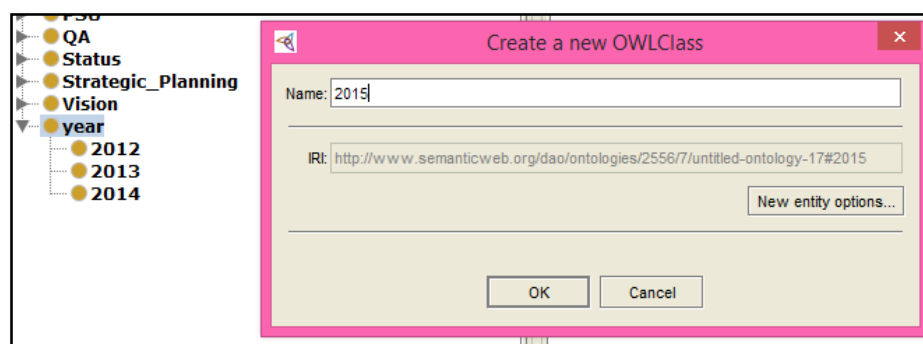 PSU
QA
Status
Strategic_Planning
Vision
year
2012
2013
2014
Create a new OWLClass
Name: 2015
IRI: http://www.semanticweb.org/dao/ontologies/2556/7/untitled-ontology-17#2015
New entity options...
OK Cancel